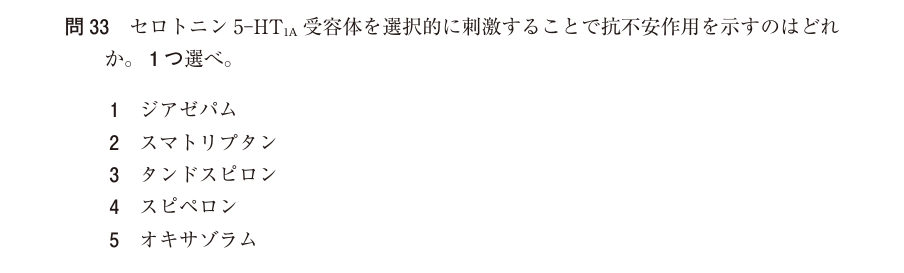 問 33　セロトニン 5-HT1A 受容体を選択的に刺激することで抗不安作用を示すのはどれ
か。1つ選べ。
1　ジアゼパム
2　スマトリプタン
3　タンドスピロン
4　スピペロン
5　オキサゾラム